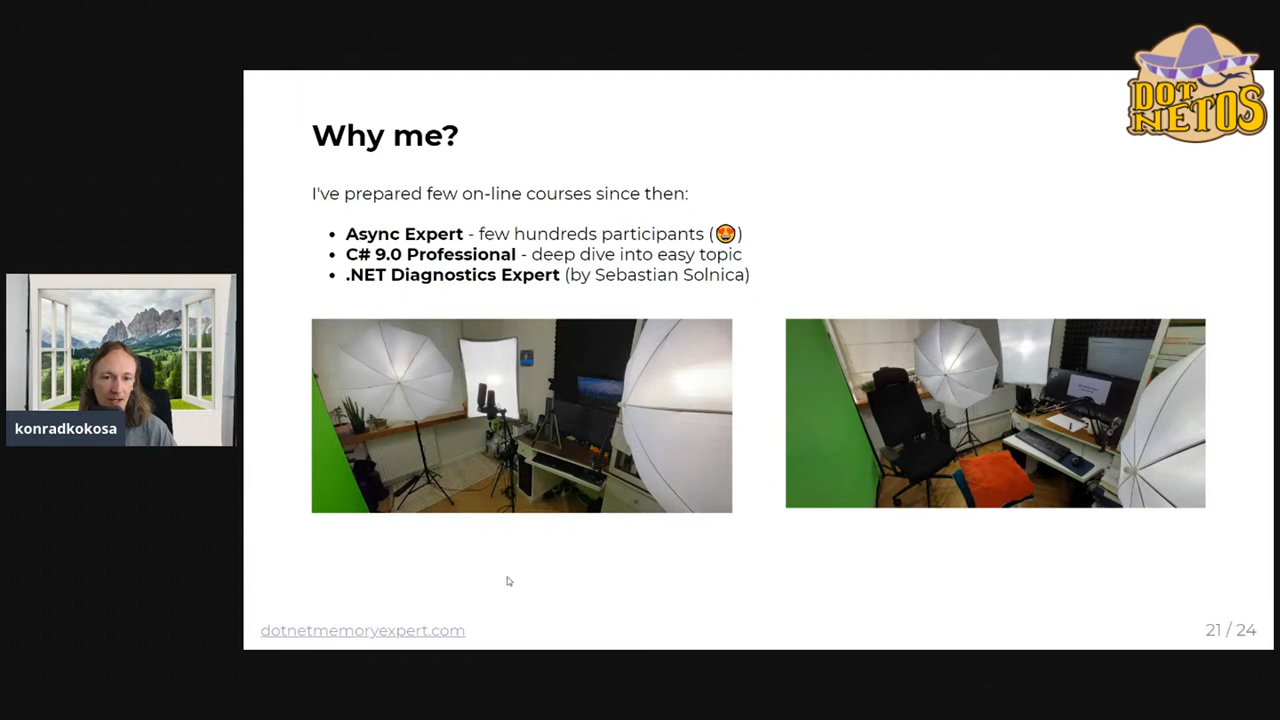 DOT
NETOS
Why me?
I've prepared few on-line courses since then:
• Async Expert - few hundreds participants (😍)
• C# 9.0 Professional - deep dive into easy topic
• .NET Diagnostics Expert (by Sebastian Solnica)
konradkokosa
dotnetmemoryexpert.com
21 / 24